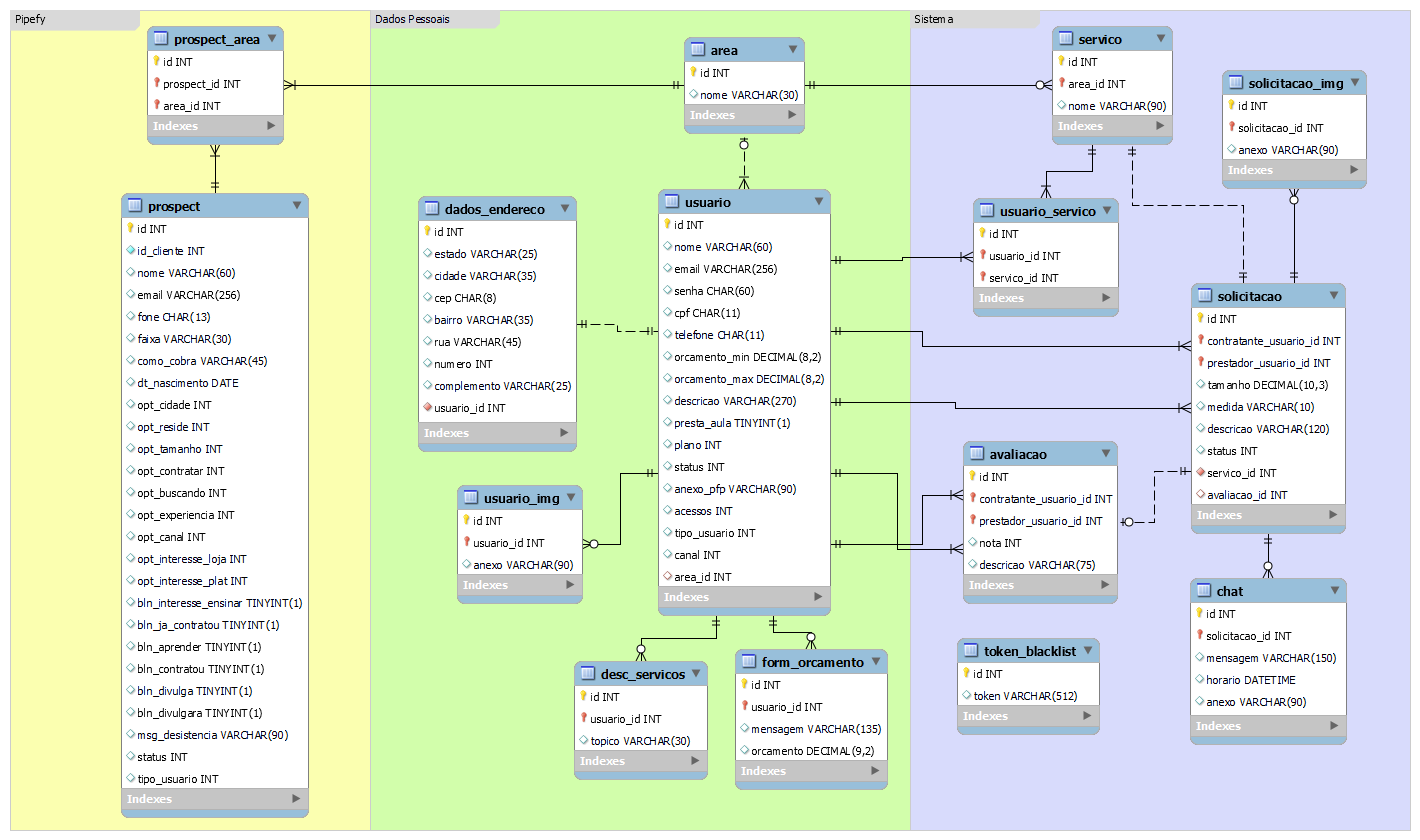 Pipefy
prospect_area
id INT
prospect_id INT
area_id INT
Indexes
prospect
id INT
id_cliente INT
nome VARCHAR(60)
email VARCHAR(256)
fone CHAR(13)
faixa VARCHAR(30)
como_cobra VARCHAR(45)
dt_nascimento DATE
opt_cidade INT
opt_reside INT
opt_tamanho INT
opt_contratar INT
opt_buscando INT
opt_experiencia INT
opt_canal INT
opt_interesse_loja INT
opt_interesse_plat INT
bln_interesse_ensinar TINYINT(1)
bln_ja_contratou TINYINT(1)
bln_aprender TINYINT(1)
bln_contratou TINYINT(1)
bln_divulga TINYINT(1)
bln_divulgara TINYINT(1)
msg_desistencia VARCHAR(90)
status INT
tipo_usuario INT
Indexes
Dados Pessoais
area
id INT
nome VARCHAR(30)
Indexes
dados_endereco
id INT
estado VARCHAR(25)
cidade VARCHAR(35)
cep CHAR(8)
bairro VARCHAR(35)
rua VARCHAR(45)
numero INT
complemento VARCHAR(25)
usuario_id INT
Indexes
usuario
id INT
nome VARCHAR(60)
email VARCHAR(256)
senha CHAR(60)
cpf CHAR(11)
telefone CHAR(11)
orcamento_min DECIMAL(8,2)
orcamento_max DECIMAL(8,2)
descricao VARCHAR(270)
presta_aula TINYINT(1)
plano INT
status INT
anexo_pfp VARCHAR(90)
acessos INT
tipo_usuario INT
canal INT
area_id INT
Indexes
usuario_img
id INT
usuario_id INT
anexo VARCHAR(90)
Indexes
desc_servicos
id INT
usuario_id INT
topico VARCHAR(30)
Indexes
form_orcamento
id INT
usuario_id INT
mensagem VARCHAR(135)
orcamento DECIMAL(9,2)
Indexes
Sistema
servico
id INT
area_id INT
nome VARCHAR(90)
Indexes
solicitacao_img
id INT
solicitacao_id INT
anexo VARCHAR(90)
Indexes
usuario_servico
id INT
usuario_id INT
servico_id INT
Indexes
solicitacao
id INT
contratante_usuario_id INT
prestador_usuario_id INT
tamanho DECIMAL(10,3)
medida VARCHAR(10)
descricao VARCHAR(120)
status INT
servico_id INT
avaliacao_id INT
Indexes
avaliacao
id INT
contratante_usuario_id INT
prestador_usuario_id INT
nota INT
descricao VARCHAR(75)
Indexes
token_blacklist
id INT
token VARCHAR(512)
Indexes
chat
id INT
solicitacao_id INT
mensagem VARCHAR(150)
horario DATETIME
anexo VARCHAR(90)
Indexes